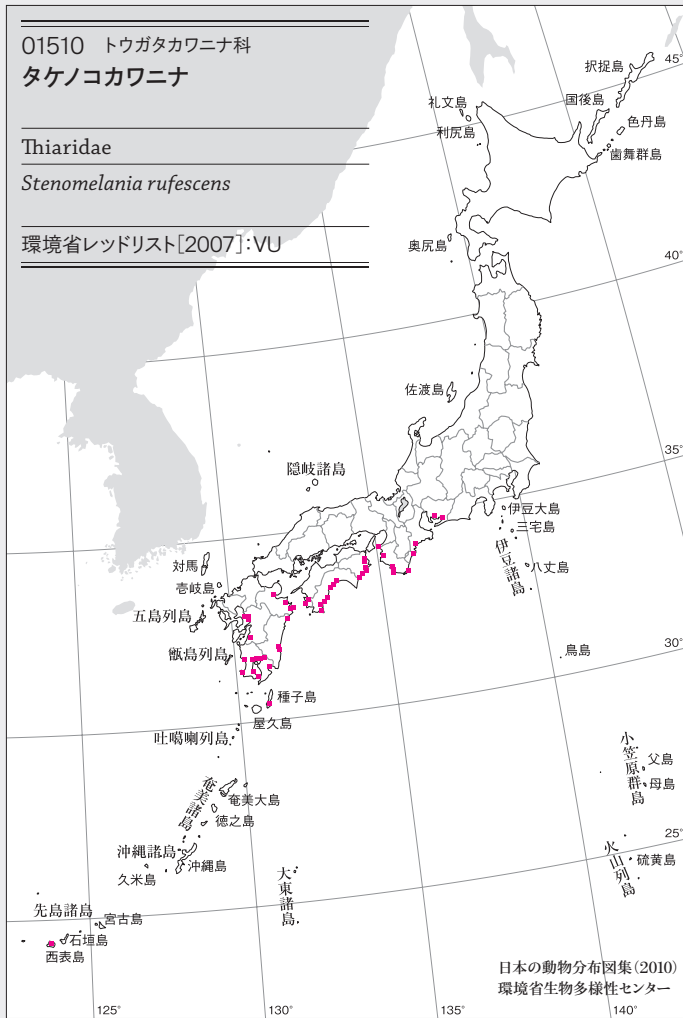 01510 トウガタカワニナ科
タケノコカワニナ
Thiaridae
Stenomelania rufescens
環境省レッドリスト[2007]:VU
45°
択捉島
国後島
礼文島
色丹島
利尻島
歯舞群島
奥尻島
40°
佐渡島
35°
隠岐諸島
伊豆大島
三宅島
伊豆諸島
八丈島
対馬
壱岐島
五島列島
甑島列島
鳥島
30°
種子島
屋久島
吐噶喇列島
小笠原群島
父島
母島
奄美諸島
奄美大島
徳之島
25°
沖縄諸島
沖縄島
久米島
火山列島
硫黄島
大東諸島
先島諸島
宮古島
石垣島
西表島
日本の動物分布図集(2010)
環境省生物多様性センター
125°
130°
135°
140°